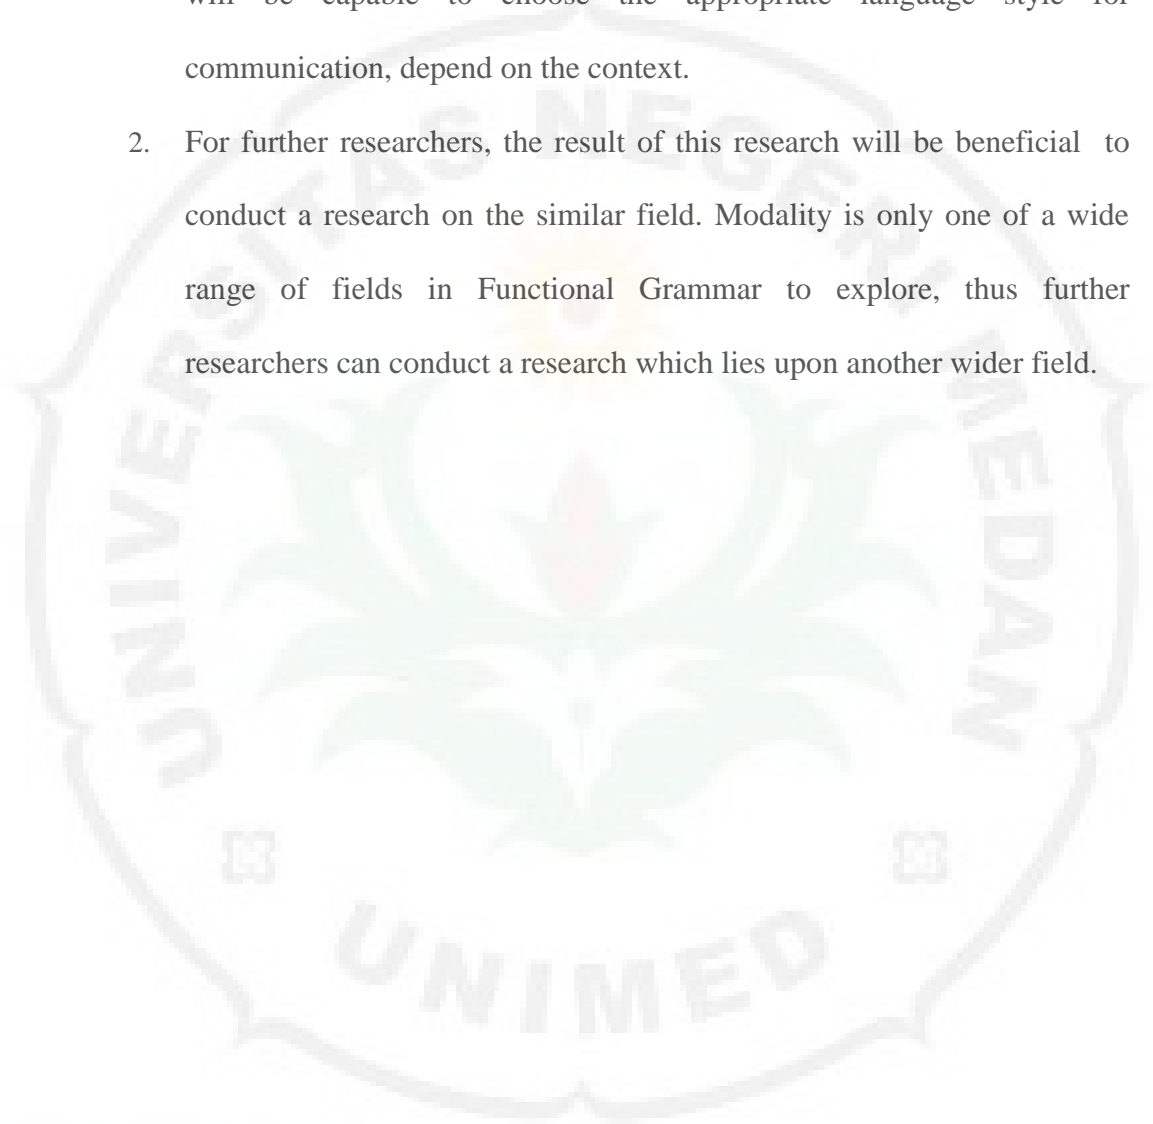 will be capable to choose the appropriate language style for
communication, depend on the context.
2. For further researchers, the result of this research will be beneficial to
conduct a research on the similar field. Modality is only one of a wide
range of fields in Functional Grammar to explore, thus further
researchers can conduct a research which lies upon another wider field.
UNIVERSITAS NEGERI MEDAN
UNIMED